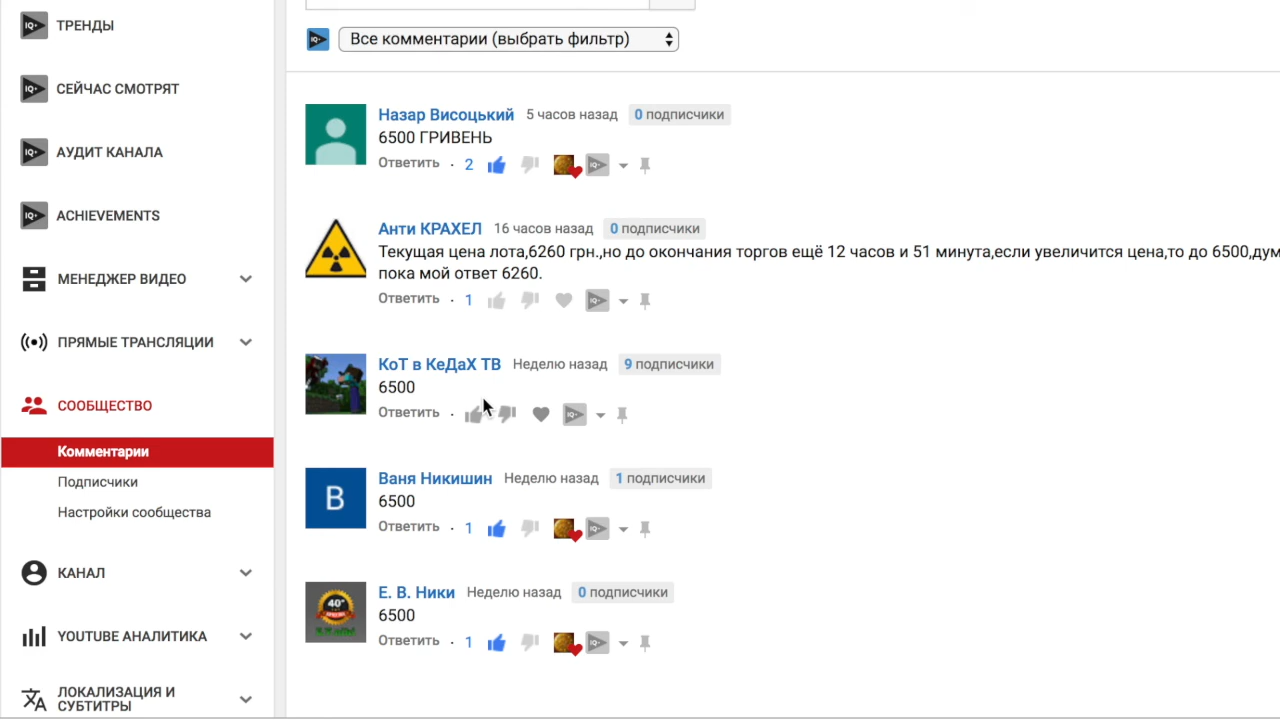 ТРЕНДЫ
СЕЙЧАС СМОТРЯТ
АУДИТ КАНАЛА
ACHIEVEMENTS
МЕНЕДЖЕР ВИДЕО
ПРЯМЫЕ ТРАНСЛЯЦИИ
СООБЩЕСТВО
Комментарии
Подписчики
Настройки сообщества
КАНАЛ
YOUTUBE АНАЛИТИКА
ЛОКАЛИЗАЦИЯ И
СУБТИТРЫ
Все комментарии (выбрать фильтр)
Назар Височький 5 часов назад 0 подписчики
6500 ГРИВЕНЬ
Ответить · 2
Анти КРАХЕЛ 16 часов назад 0 подписчики
Текущая цена лота,6260 грн.,но до окончания торгов ещё 12 часов и 51 минута,если увеличится цена,то до 6500,дум
пока мой ответ 6260.
Ответить · 1
КоТ в КеДаХ ТВ Неделю назад 9 подписчики
6500
Ответить ·
В
Ваня Никишин Неделю назад 1 подписчики
6500
Ответить · 1
40°
Е. В. Ники Неделю назад 0 подписчики
6500
Ответить · 1